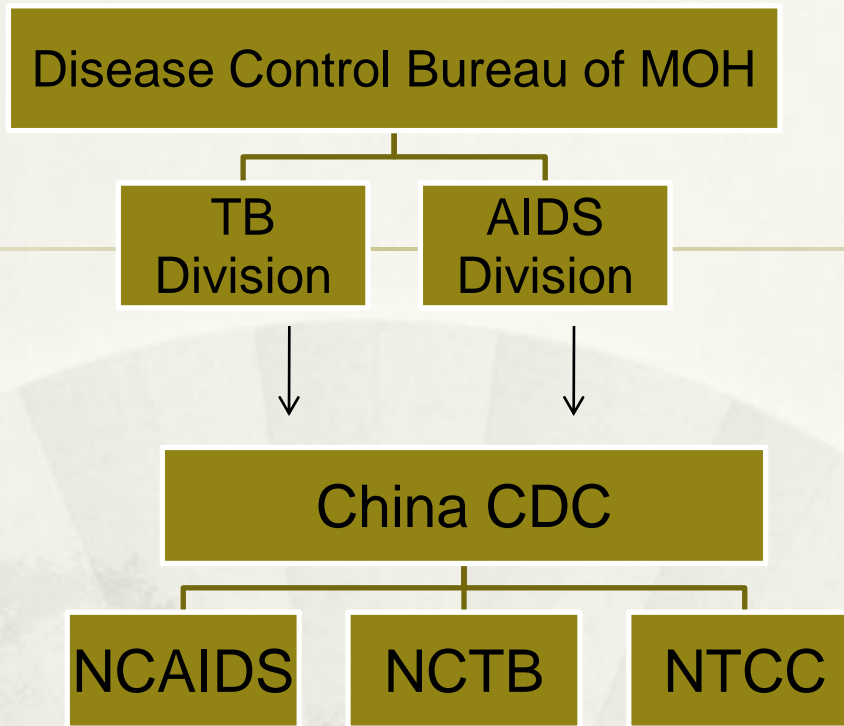 Disease Control Bureau of MOH
TB
Division
AIDS
Division
China CDC
NCAIDS
NCTB
NTCC